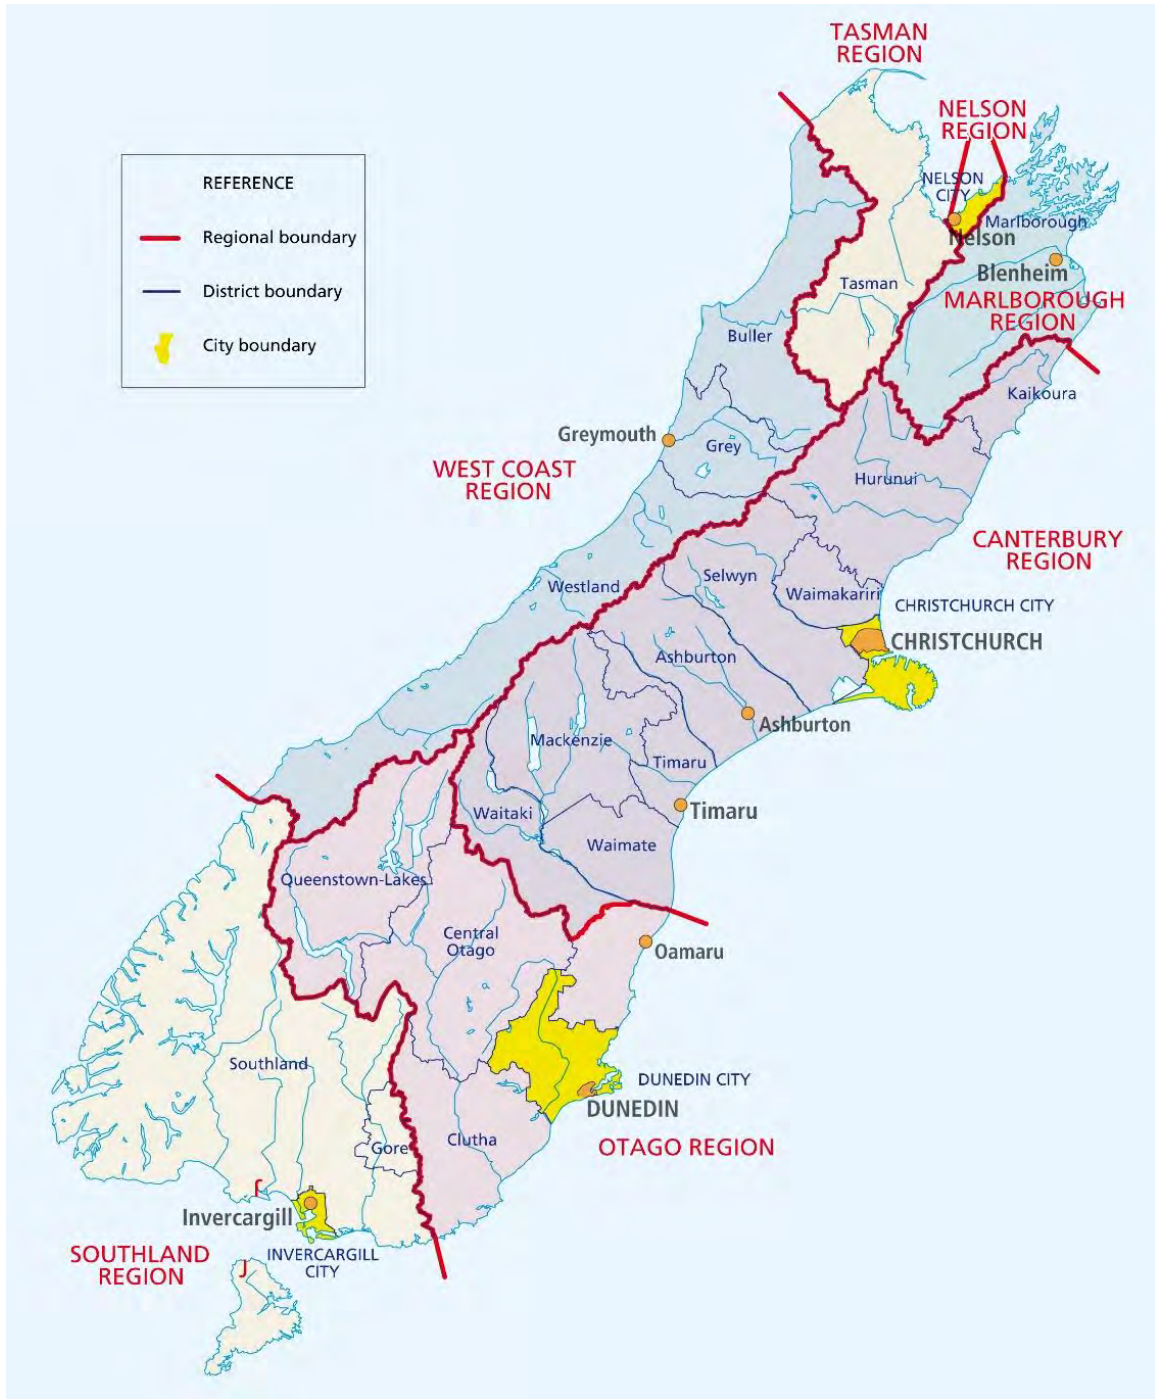 TASMAN
REGION
NELSON
REGION
REFERENCE
Regional boundary
District boundary
City boundary
NELSON
CITY
Marlborough
Nelson
Blenheim
MARLBOROUGH
REGION
Tasman
Buller
Kaikoura
Greymouth
Grey
WEST COAST
REGION
Hurunui
CANTERBURY
REGION
Selwyn
Westland
Waimakariri
CHRISTCHURCH CITY
CHRISTCHURCH
Ashburton
Ashburton
Mackenzie
Timaru
Timaru
Waitaki
Waimate
Queenstown-Lakes
Central
Otago
Oamaru
Southland
DUNEDIN CITY
DUNEDIN
Clutha
OTAGO REGION
Gore
Invercargill
SOUTHLAND
REGION
INVERCARGILL
CITY